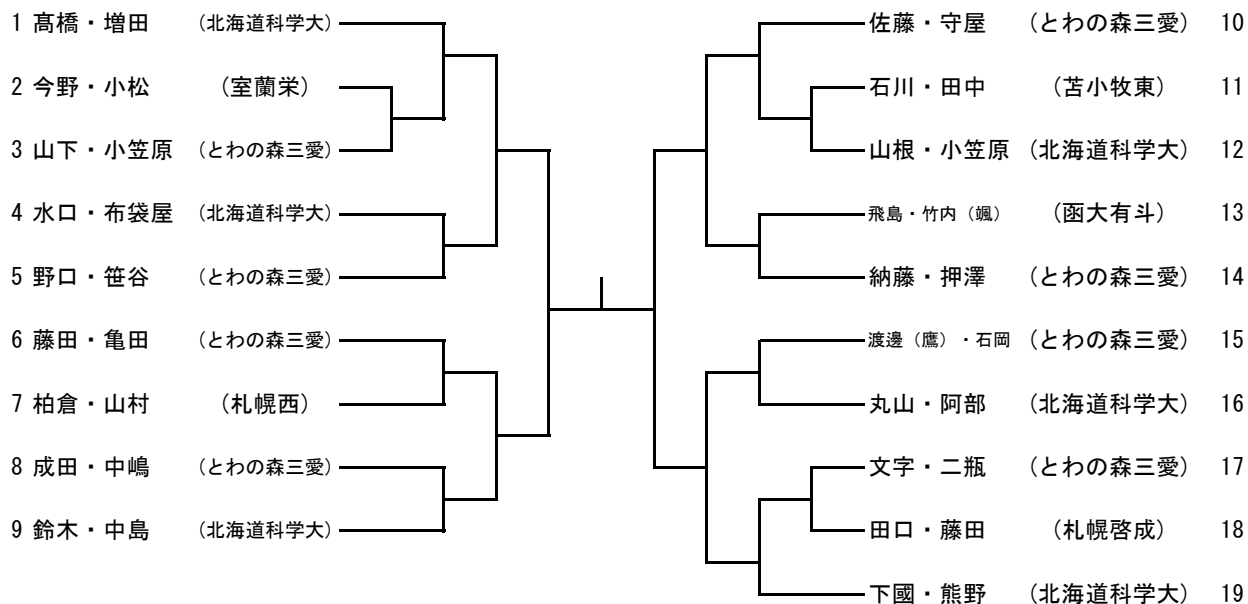 1 髙橋・増田 (北海道科学大)
2 今野・小松 (室蘭栄)
3 山下・小笠原 (とわの森三愛)
4 水口・布袋屋 (北海道科学大)
5 野口・笹谷 (とわの森三愛)
6 藤田・亀田 (とわの森三愛)
7 柏倉・山村 (札幌西)
8 成田・中嶋 (とわの森三愛)
9 鈴木・中島 (北海道科学大)
佐藤・守屋 (とわの森三愛) 10
石川・田中 (苫小牧東) 11
山根・小笠原 (北海道科学大) 12
飛島・竹内(颯) (函大有斗) 13
納藤・押澤 (とわの森三愛) 14
渡邊(鷹)・石岡 (とわの森三愛) 15
丸山・阿部 (北海道科学大) 16
文字・二瓶 (とわの森三愛) 17
田口・藤田 (札幌啓成) 18
下國・熊野 (北海道科学大) 19